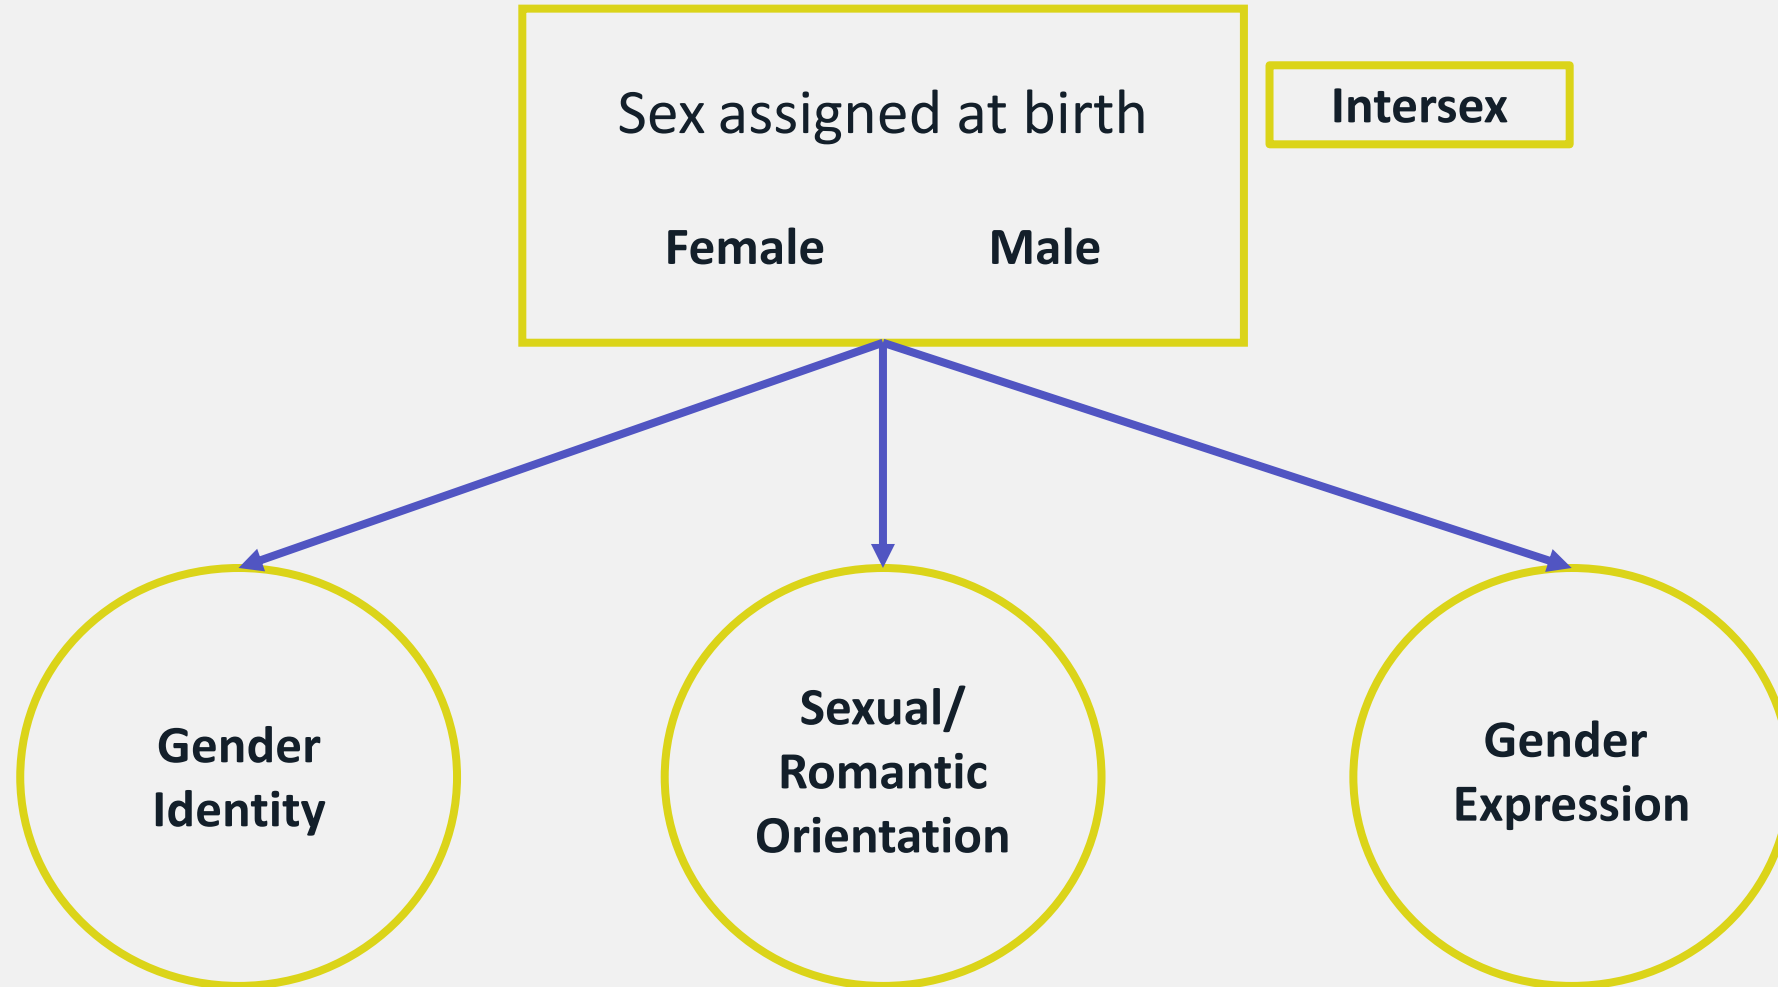 Sex assigned at birth
Intersex
Female Male
Gender
Identity
Sexual/
Romantic
Orientation
Gender
Expression